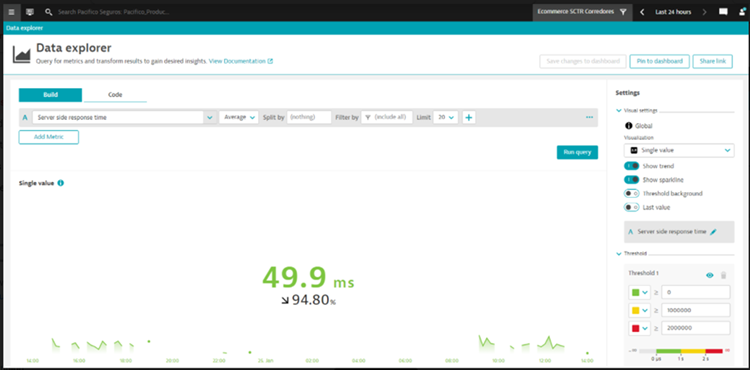 Search Pacifico Seguros: Pacifico_Produc...
Ecommerce SCTR Corredores
Last 24 hours
Data explorer
Data explorer
Query for metrics and transform results to gain desired insights. View Documentation
Save changes to dashboard
Pin to dashboard
Share link
Build
Code
A Server side response time Average Split by (nothing) Filter by (include all) Limit 20 +
Add Metric
Run query
Single value
49.9 ms
94.80%
14:00 16:00 18:00 20:00 22:00 23. Jan 02:00 04:00 06:00 08:00 10:00 12:00 14:00
Settings
Visual settings
Global
Visualization
Single value
Show trend
Show sparkline
Threshold background
Last value
A Server side response time
Threshold
Threshold 1
≥ 0
≥ 1000000
≥ 2000000
0 µs 1 s 2 s